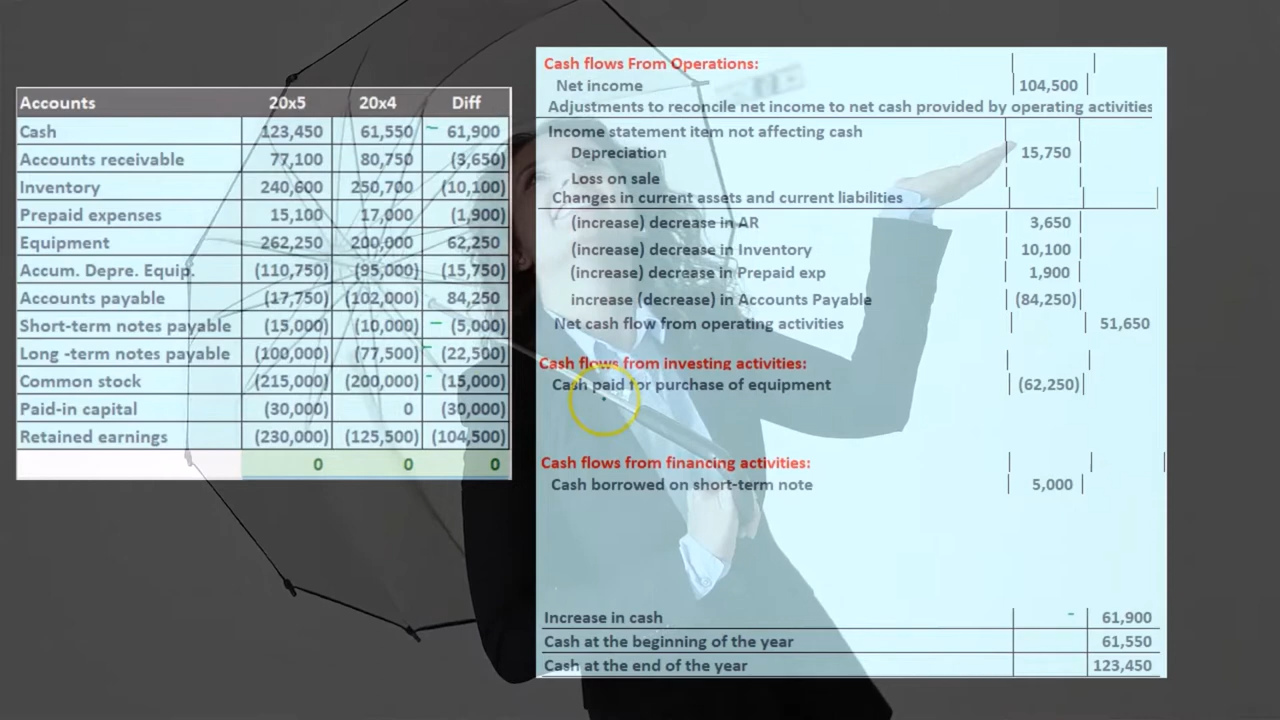 Accounts 20x5 20x4 Diff
Cash 123,450 61,550 61,900
Accounts receivable 77,100 80,750 (3,650)
Inventory 240,600 250,700 (10,100)
Prepaid expenses 15,100 17,000 (1,900)
Equipment 262,250 200,000 62,250
Accum. Depre. Equip. (110,750) (95,000) (15,750)
Accounts payable (17,750) (102,000) 84,250
Short-term notes payable (15,000) (10,000) (5,000)
Long -term notes payable (100,000) (77,500) (22,500)
Common stock (215,000) (200,000) (15,000)
Paid-in capital (30,000) 0 (30,000)
Retained earnings (230,000) (125,500) (104,500)
0 0 0
Cash flows From Operations:
Net income 104,500
Adjustments to reconcile net income to net cash provided by operating activities
Income statement item not affecting cash
Depreciation 15,750
Loss on sale
Changes in current assets and current liabilities
(increase) decrease in AR 3,650
(increase) decrease in Inventory 10,100
(increase) decrease in Prepaid exp 1,900
increase (decrease) in Accounts Payable (84,250)
Net cash flow from operating activities 51,650
Cash flows from investing activities:
Cash paid for purchase of equipment (62,250)
Cash flows from financing activities:
Cash borrowed on short-term note 5,000
Increase in cash - 61,900
Cash at the beginning of the year 61,550
Cash at the end of the year 123,450